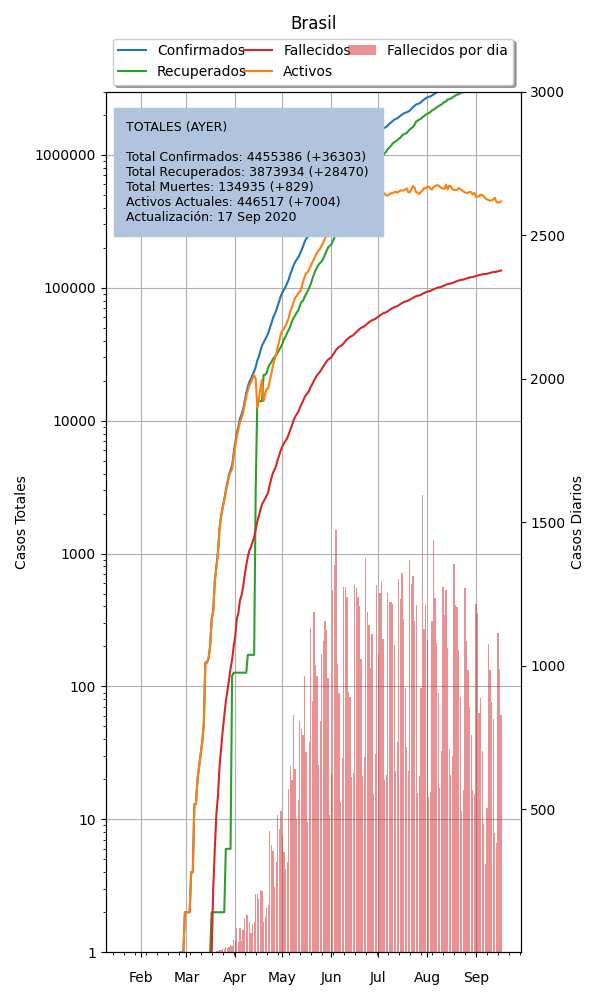 Brasil
Confirmados Fallecidos Fallecidos por dia
Recuperados Activos
TOTALES (AYER)
Total Confirmados: 4455386 (+36303)
Total Recuperados: 3873934 (+28470)
Total Muertes: 134935 (+829)
Activos Actuales: 446517 (+7004)
Actualización: 17 Sep 2020
Casos Totales
1000000
100000
10000
1000
100
10
1
3000
2500
2000
1500
1000
500
Casos Diarios
Feb Mar Apr May Jun Jul Aug Sep